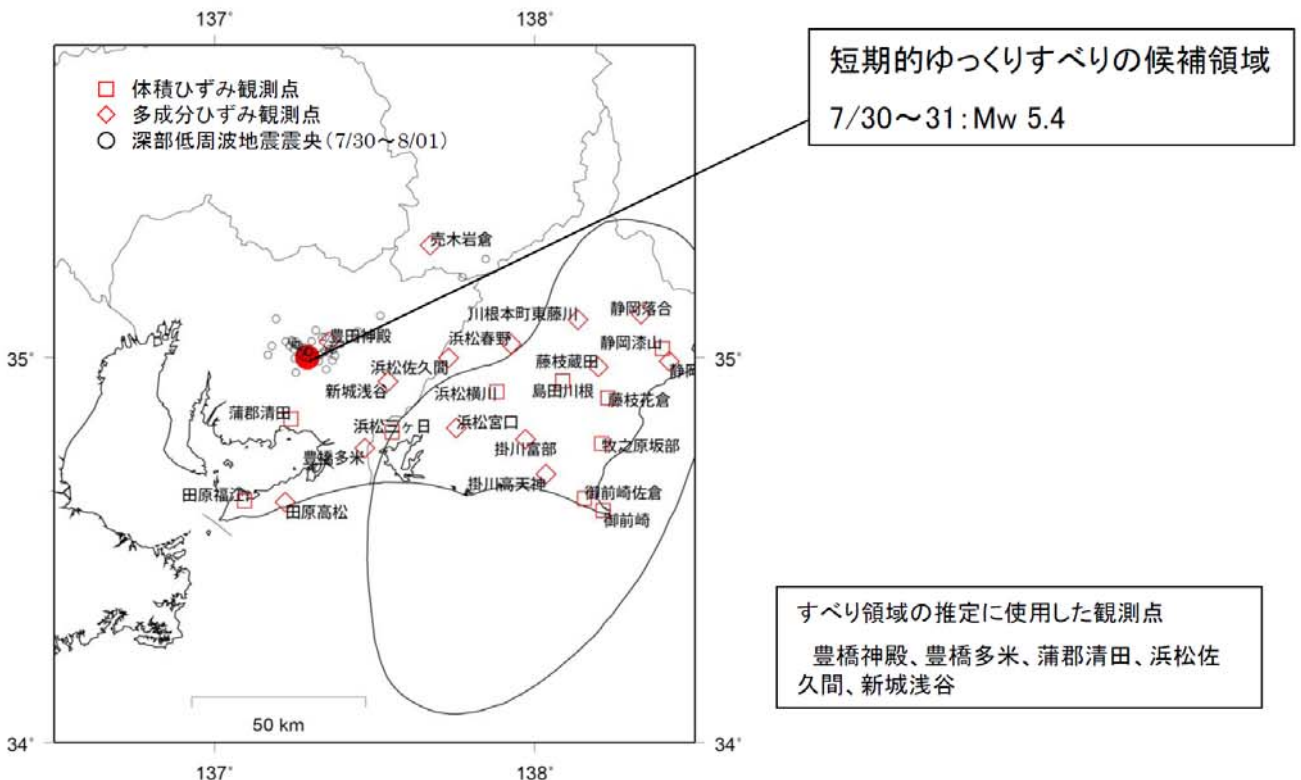 137° 138°
短期的ゆっくりすべりの候補領域
7/30~31:Mw 5.4
体積ひずみ観測点
多成分ひずみ観測点
深部低周波地震震央(7/30~8/01)
売木岩倉
川根本町東藤川
静岡落合
豊田神殿
浜松春野
静岡漆山
35° 35°
浜松佐久間
藤枝蔵田
静岡
新城浅谷
浜松横川
島田川根
藤枝花倉
蒲郡清田
浜松三ヶ日
浜松宮口
豊橋多米
掛川富部
牧之原坂部
掛川高天神
田原福江
御前崎佐倉
田原高松
御前崎
すべり領域の推定に使用した観測点
豊橋神殿、豊橋多米、蒲郡清田、浜松佐
久間、新城浅谷
50 km
34° 34°
137° 138°